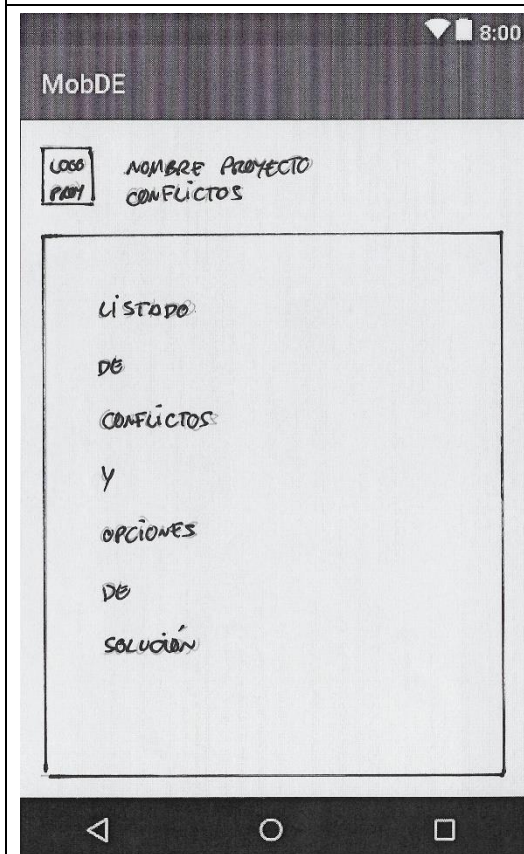 8:00
MobDE
LOGO
PROY
NOMBRE PROYECTO
CONFLICTOS
LISTADO
DE
CONFLICTOS
Y
OPCIONES
DE
SOLUCIÓN